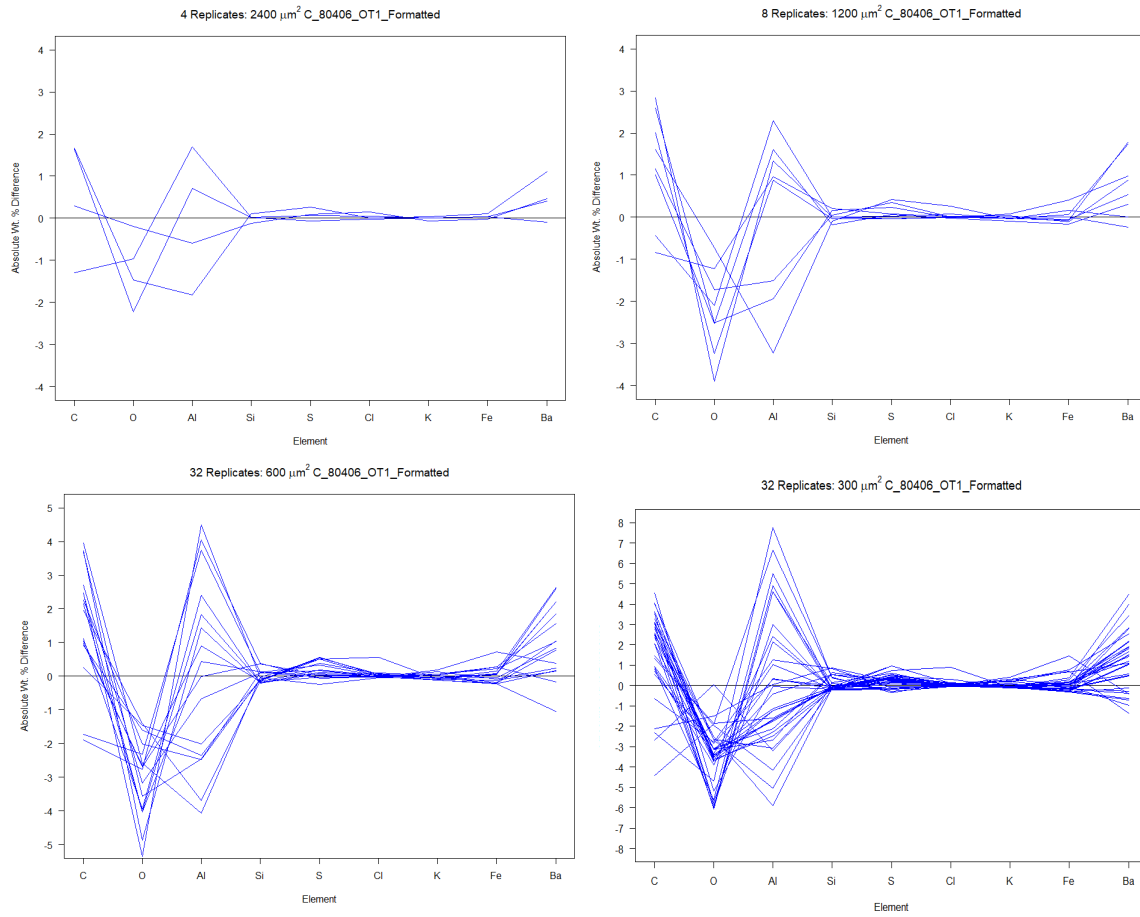 4 Replicates: 2400 μm² C_80406_OT1_Formatted
4
3
2
1
0
-1
-2
-3
-4
Absolute Wt. % Difference
C O Al Si S Cl K Fe Ba
Element
8 Replicates: 1200 μm² C_80406_OT1_Formatted
4
3
2
1
0
-1
-2
-3
-4
Absolute Wt. % Difference
C O Al Si S Cl K Fe Ba
Element
32 Replicates: 600 μm² C_80406_OT1_Formatted
5
4
3
2
1
0
-1
-2
-3
-4
-5
Absolute Wt. % Difference
C O Al Si S Cl K Fe Ba
Element
32 Replicates: 300 μm² C_80406_OT1_Formatted
8
7
6
5
4
3
2
1
0
-1
-2
-3
-4
-5
-6
-7
-8
Absolute Wt. % Difference
C O Al Si S Cl K Fe Ba
Element